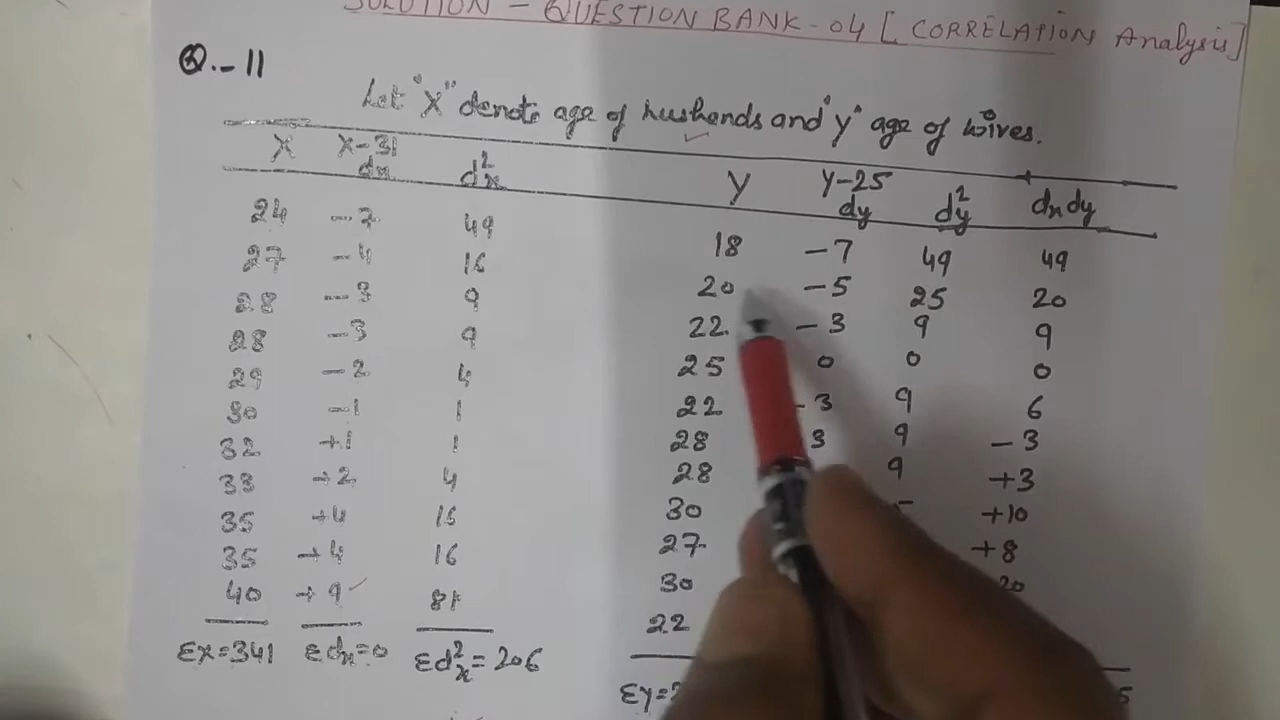 SOLUTION - QUESTION BANK-04 [ CORRELATION Analysis ]
Q.-11
Let "X" denote age of husbends and "y" age of wives.
X X-31 dx d²x Y Y-25 dy d²y dxdy
24 -7 49 18 -7 49 49
27 -4 16 20 -5 25 20
28 -3 9 22 -3 9 9
28 -3 9 25 0 0 0
29 -2 4 22 -3 9 6
30 -1 1 28 3 9 -3
32 +1 1 28 9 +3
33 +2 4 30 +10
35 +4 16 27 +8
35 +4 16 30 20
40 +9 81 22
Σx=341 Σdx=0 Σd²x=206 Σy=